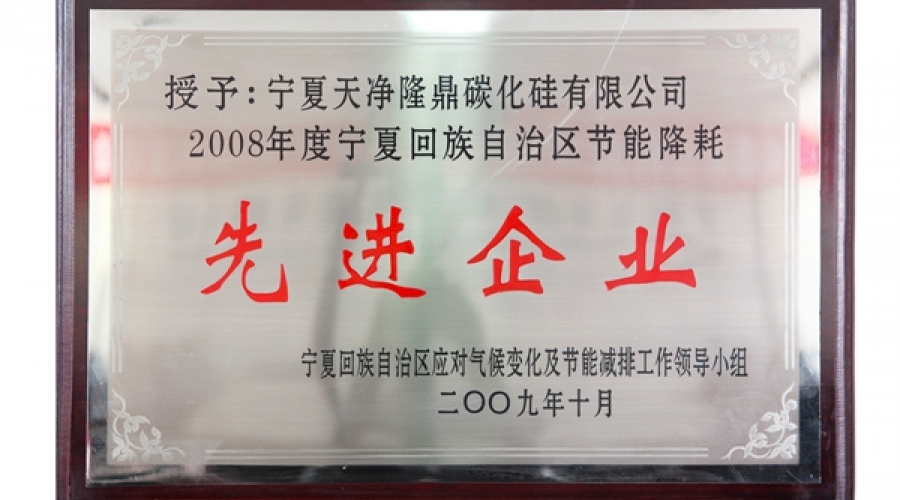 授予：宁夏天净隆鼎碳化硅有限公司
2008年度宁夏回族自治区节能降耗
先进企业
宁夏回族自治区应对气候变化及节能减排工作领导小组
二〇〇九年十月